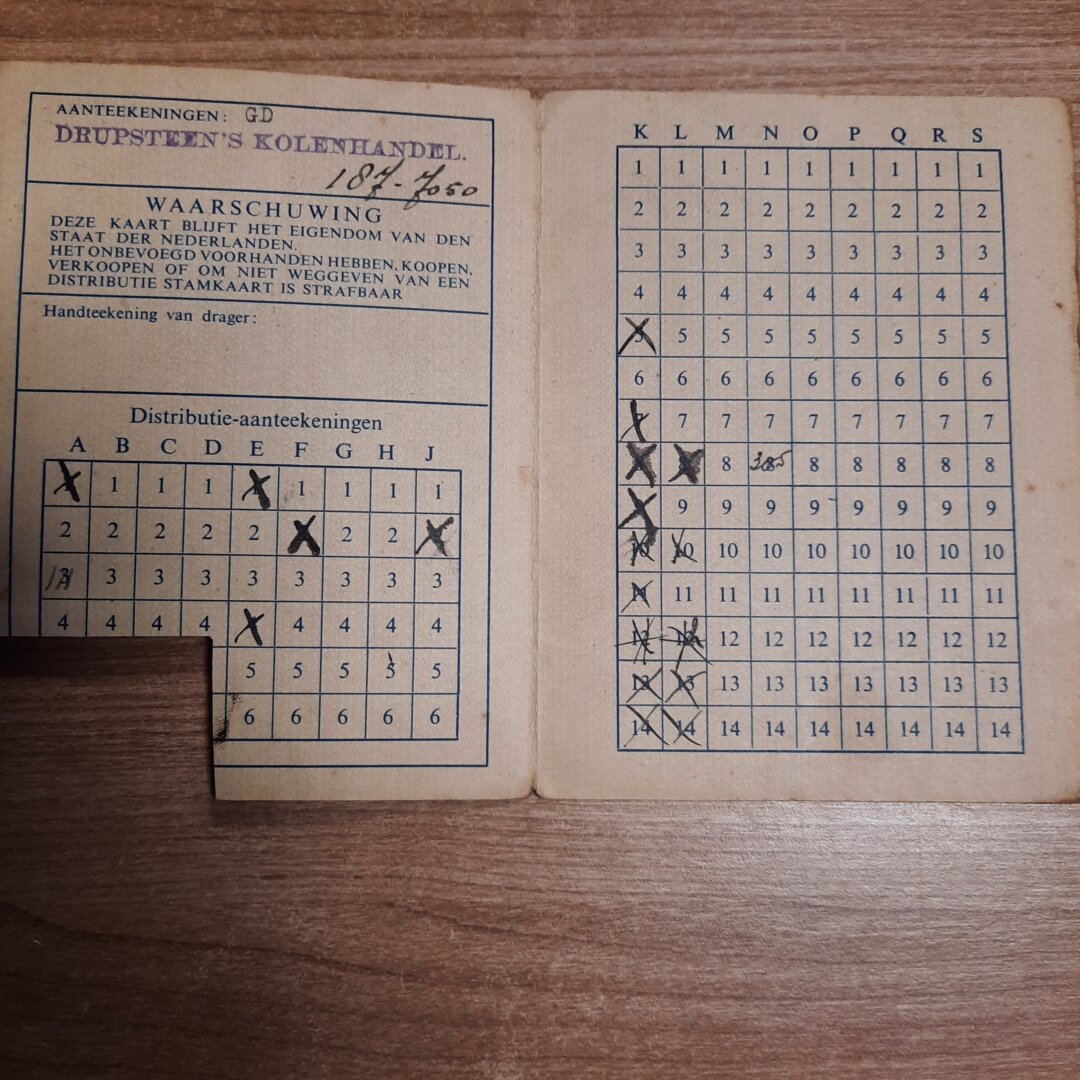 AANTEEKENINGEN: GD
DRUPSTEEN'S KOLENHANDEL.
187-7050
WAARSCHUWING
DEZE KAART BLIJFT HET EIGENDOM VAN DEN
STAAT DER NEDERLANDEN.
HET ONBEVOEGD VOORHANDEN HEBBEN, KOOPEN,
VERKOOPEN OF OM NIET WEGGEVEN VAN EEN
DISTRIBUTIE STAMKAART IS STRAFBAAR
Handteekening van drager:
Distributie-aanteekeningen
A B C D E F G H J
1 1 1 1 1 1 1
2 2 2 2 2 2 2
3 3 3 3 3 3 3 3 3
4 4 4 4 4 4 4 4
5 5 5 5 5
6 6 6 6 6
K L M N O P Q R S
1 1 1 1 1 1 1 1 1
2 2 2 2 2 2 2 2 2
3 3 3 3 3 3 3 3 3
4 4 4 4 4 4 4 4 4
5 5 5 5 5 5 5 5 5
6 6 6 6 6 6 6 6 6
7 7 7 7 7 7 7 7
8 8 8 8 8 8
9 9 9 9 9 9 9 9
10 10 10 10 10 10 10 10 10
11 11 11 11 11 11 11 11
12 12 12 12 12 12 12 12
13 13 13 13 13 13 13 13 13
14 14 14 14 14 14 14 14 14